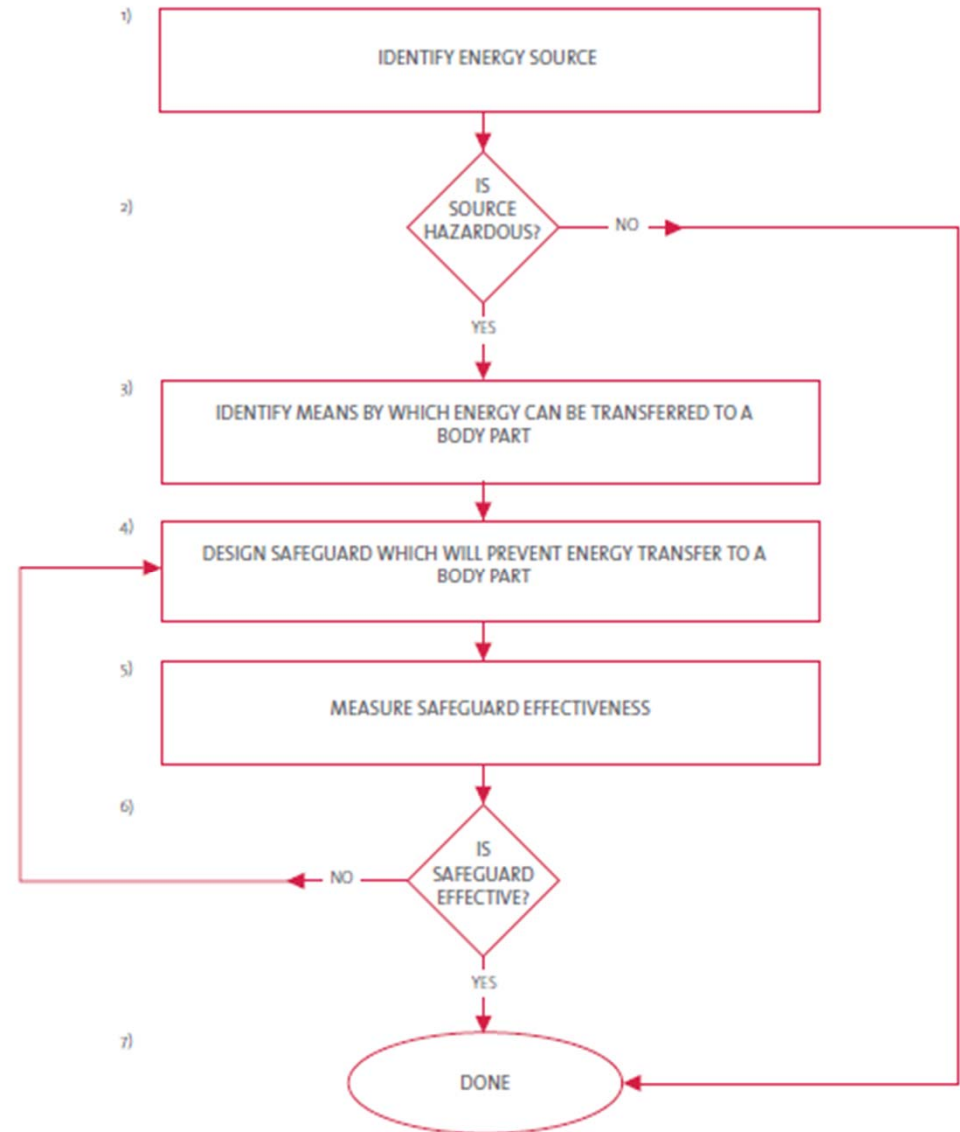 1)
IDENTIFY ENERGY SOURCE
2)
IS
SOURCE
HAZARDOUS?
NO
YES
3)
IDENTIFY MEANS BY WHICH ENERGY CAN BE TRANSFERRED TO A
BODY PART
4)
DESIGN SAFEGUARD WHICH WILL PREVENT ENERGY TRANSFER TO A
BODY PART
5)
MEASURE SAFEGUARD EFFECTIVENESS
6)
IS
SAFEGUARD
EFFECTIVE?
NO
YES
7)
DONE